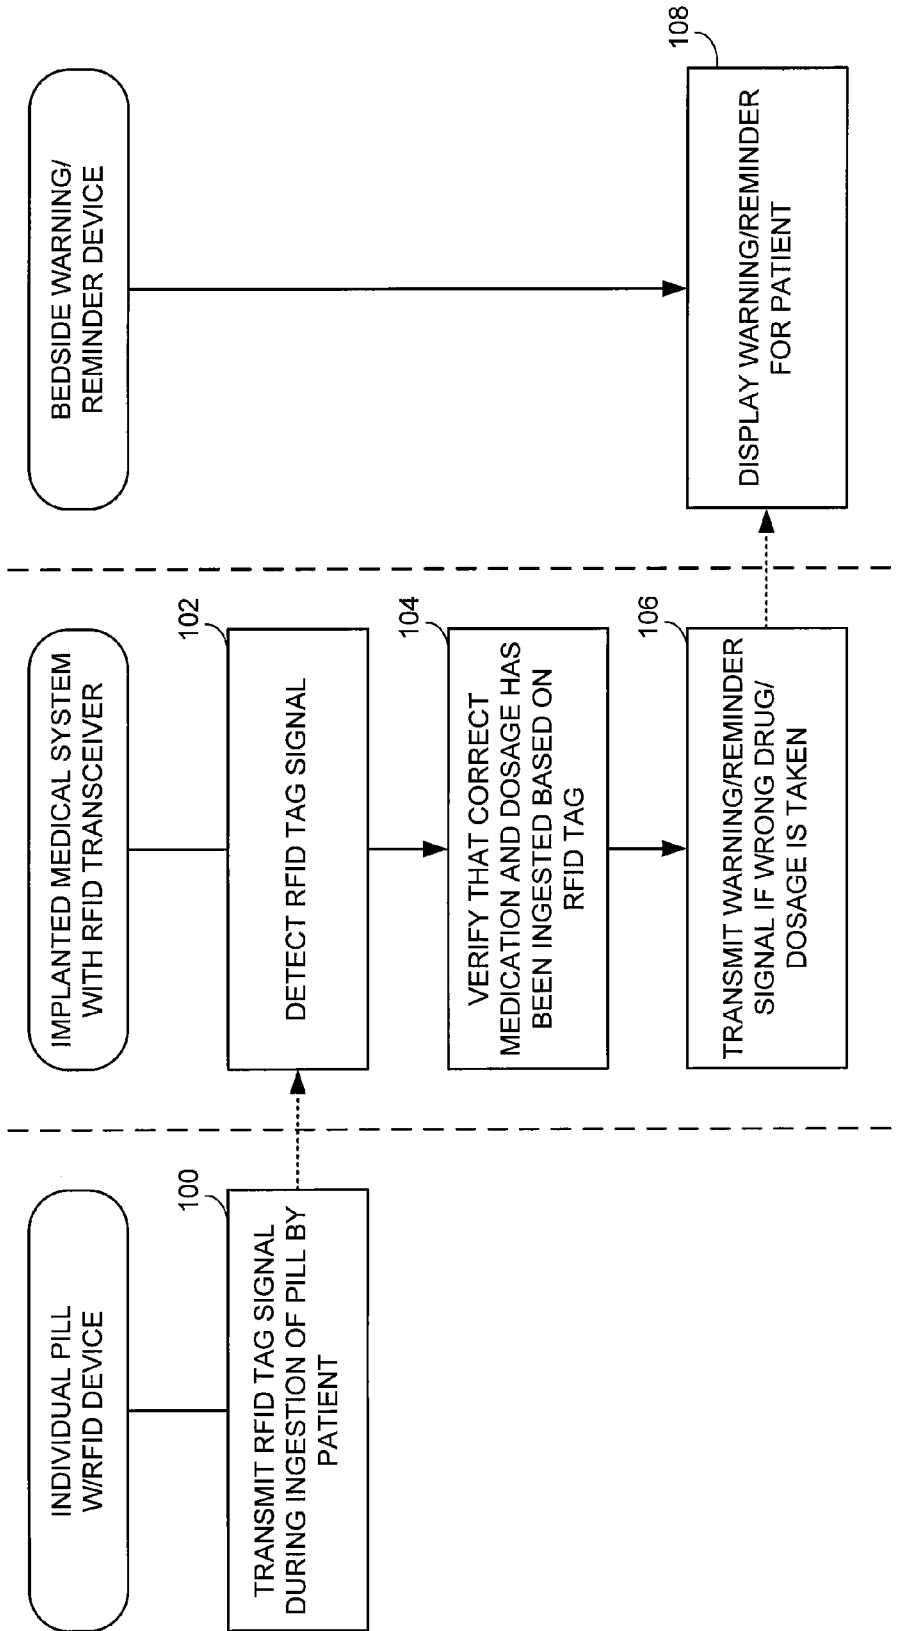 INDIVIDUAL PILL
W/RFID DEVICE
100
TRANSMIT RFID TAG SIGNAL
DURING INGESTION OF PILL BY
PATIENT
IMPLANTED MEDICAL SYSTEM
WITH RFID TRANSCEIVER
102
DETECT RFID TAG SIGNAL
104
VERIFY THAT CORRECT
MEDICATION AND DOSAGE HAS
BEEN INGESTED BASED ON
RFID TAG
106
TRANSMIT WARNING/REMINDER
SIGNAL IF WRONG DRUG/
DOSAGE IS TAKEN
BEDSIDE WARNING/
REMINDER DEVICE
108
DISPLAY WARNING/REMINDER
FOR PATIENT